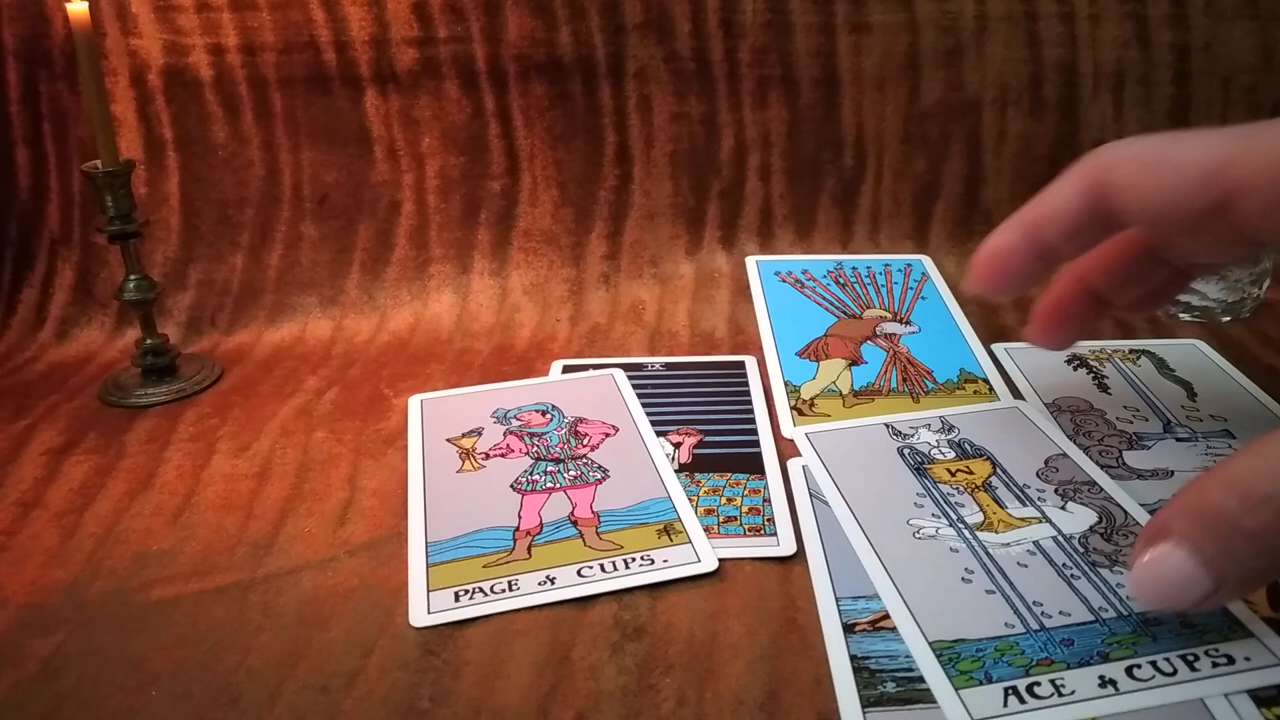 X
IX
PAGE of CUPS.
W
ACE of CUPS.